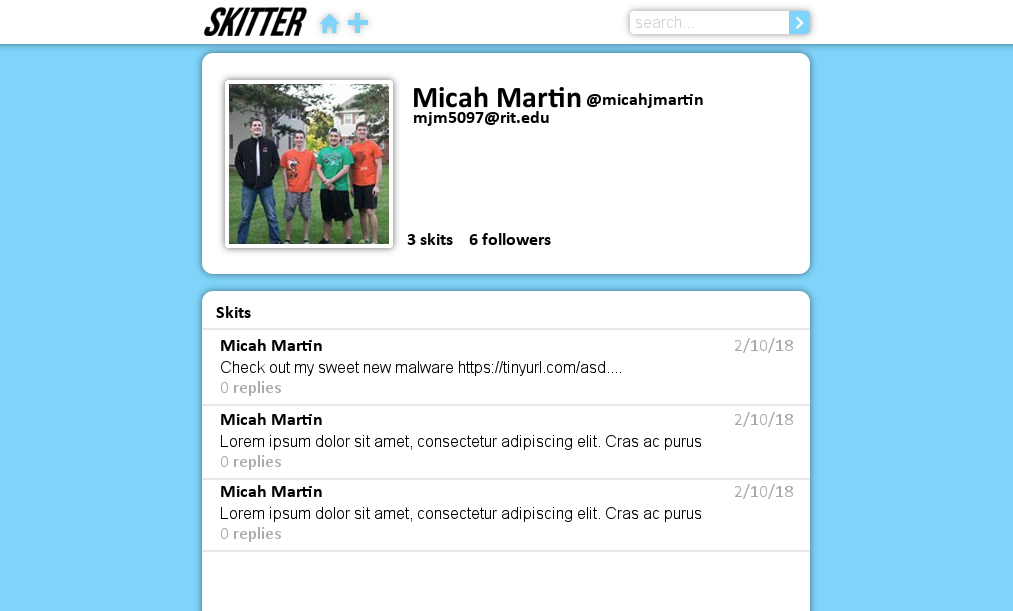 SKITTER search...
Micah Martin @micahjmartin
mjm5097@rit.edu
3 skits 6 followers
Skits
Micah Martin 2/10/18
Check out my sweet new malware https://tinyurl.com/asd....
0 replies
Micah Martin 2/10/18
Lorem ipsum dolor sit amet, consectetur adipiscing elit. Cras ac purus
0 replies
Micah Martin 2/10/18
Lorem ipsum dolor sit amet, consectetur adipiscing elit. Cras ac purus
0 replies